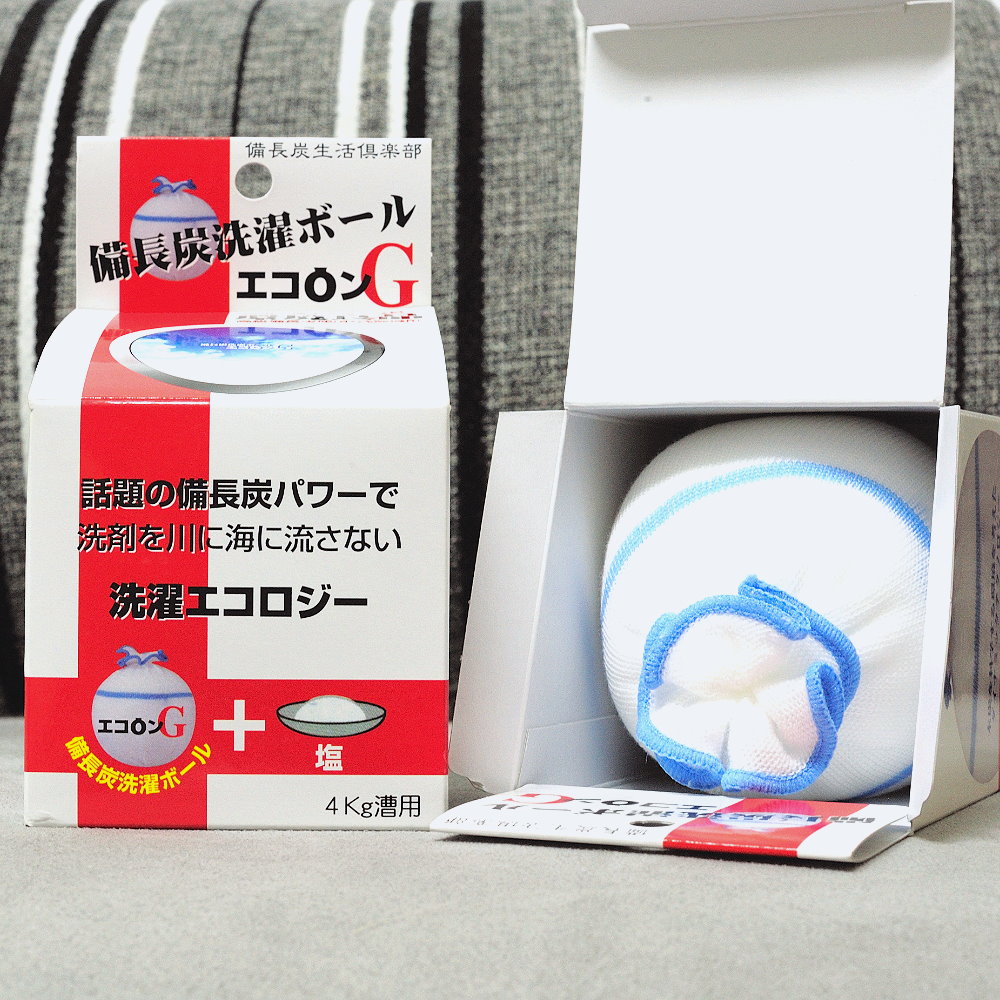 備長炭生活倶楽部
備長炭洗濯ボール
エコロンG
話題の備長炭パワーで
洗剤を川に海に流さない
洗濯エコロジー
エコロンG
備長炭洗濯ボール
+
塩
4Kg漕用